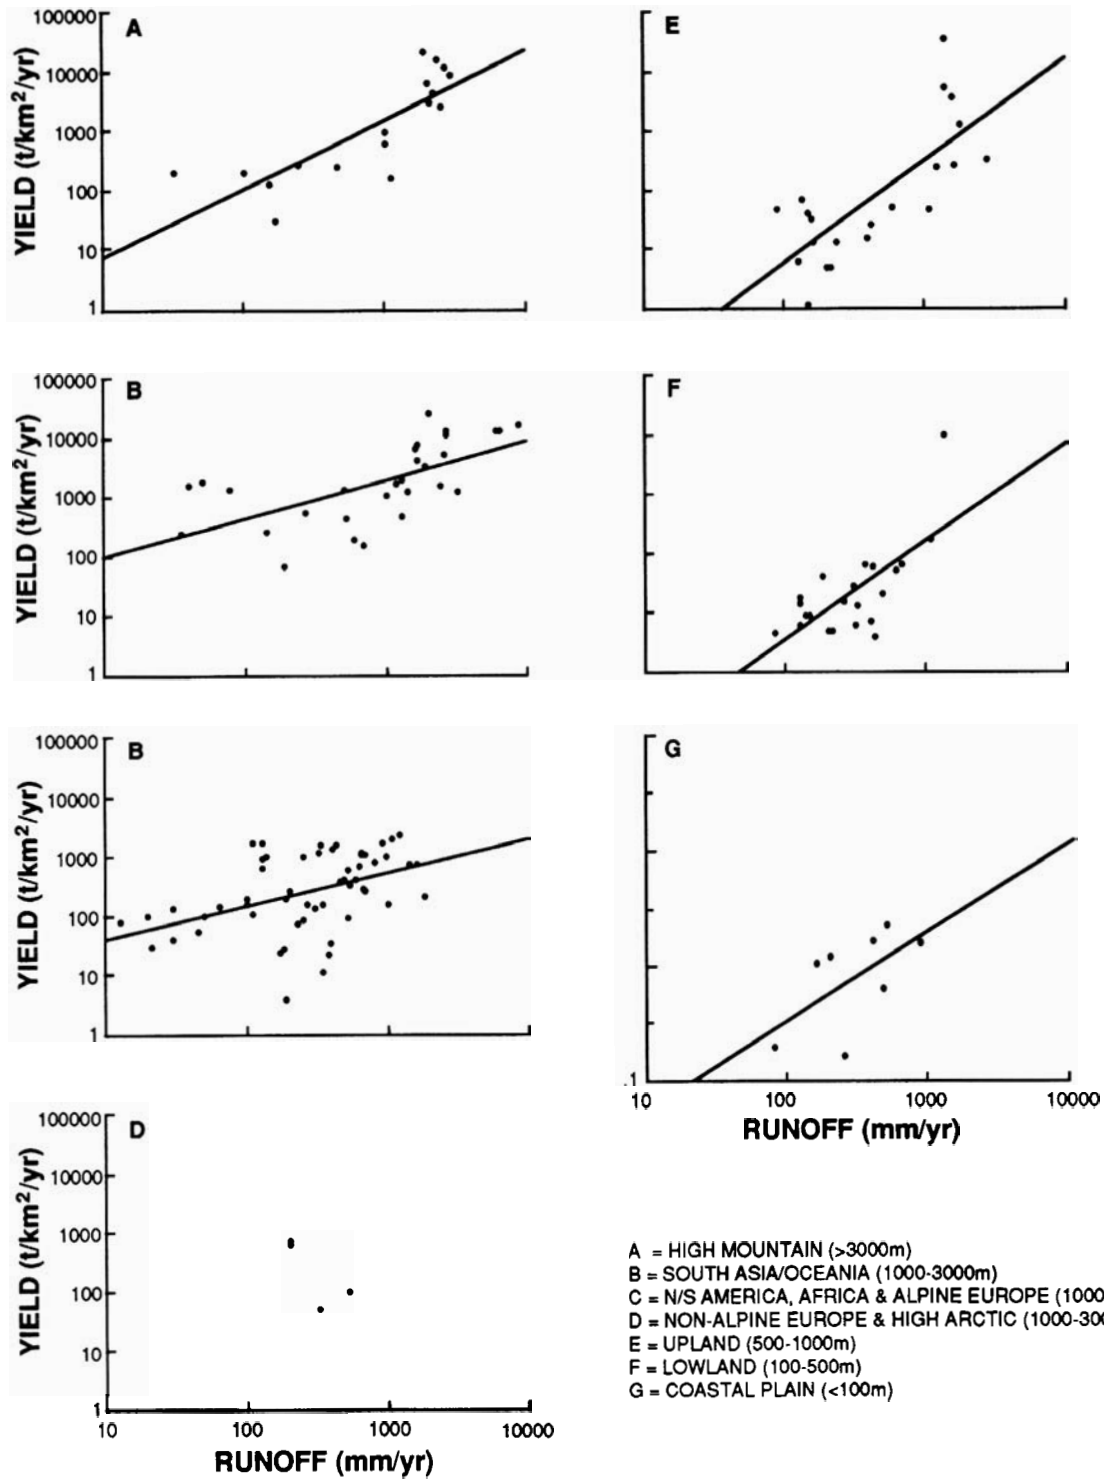 A
100000
10000
1000
100
10
1
YIELD (t/km²/yr)
E
B
100000
10000
1000
100
10
1
YIELD (t/km²/yr)
F
B
100000
10000
1000
100
10
1
YIELD (t/km²/yr)
G
.1
10 100 1000 10000
RUNOFF (mm/yr)
D
100000
10000
1000
100
10
1
YIELD (t/km²/yr)
10 100 1000 10000
RUNOFF (mm/yr)
A = HIGH MOUNTAIN (>3000m)
B = SOUTH ASIA/OCEANIA (1000-3000m)
C = N/S AMERICA, AFRICA & ALPINE EUROPE (1000
D = NON-ALPINE EUROPE & HIGH ARCTIC (1000-300
E = UPLAND (500-1000m)
F = LOWLAND (100-500m)
G = COASTAL PLAIN (<100m)